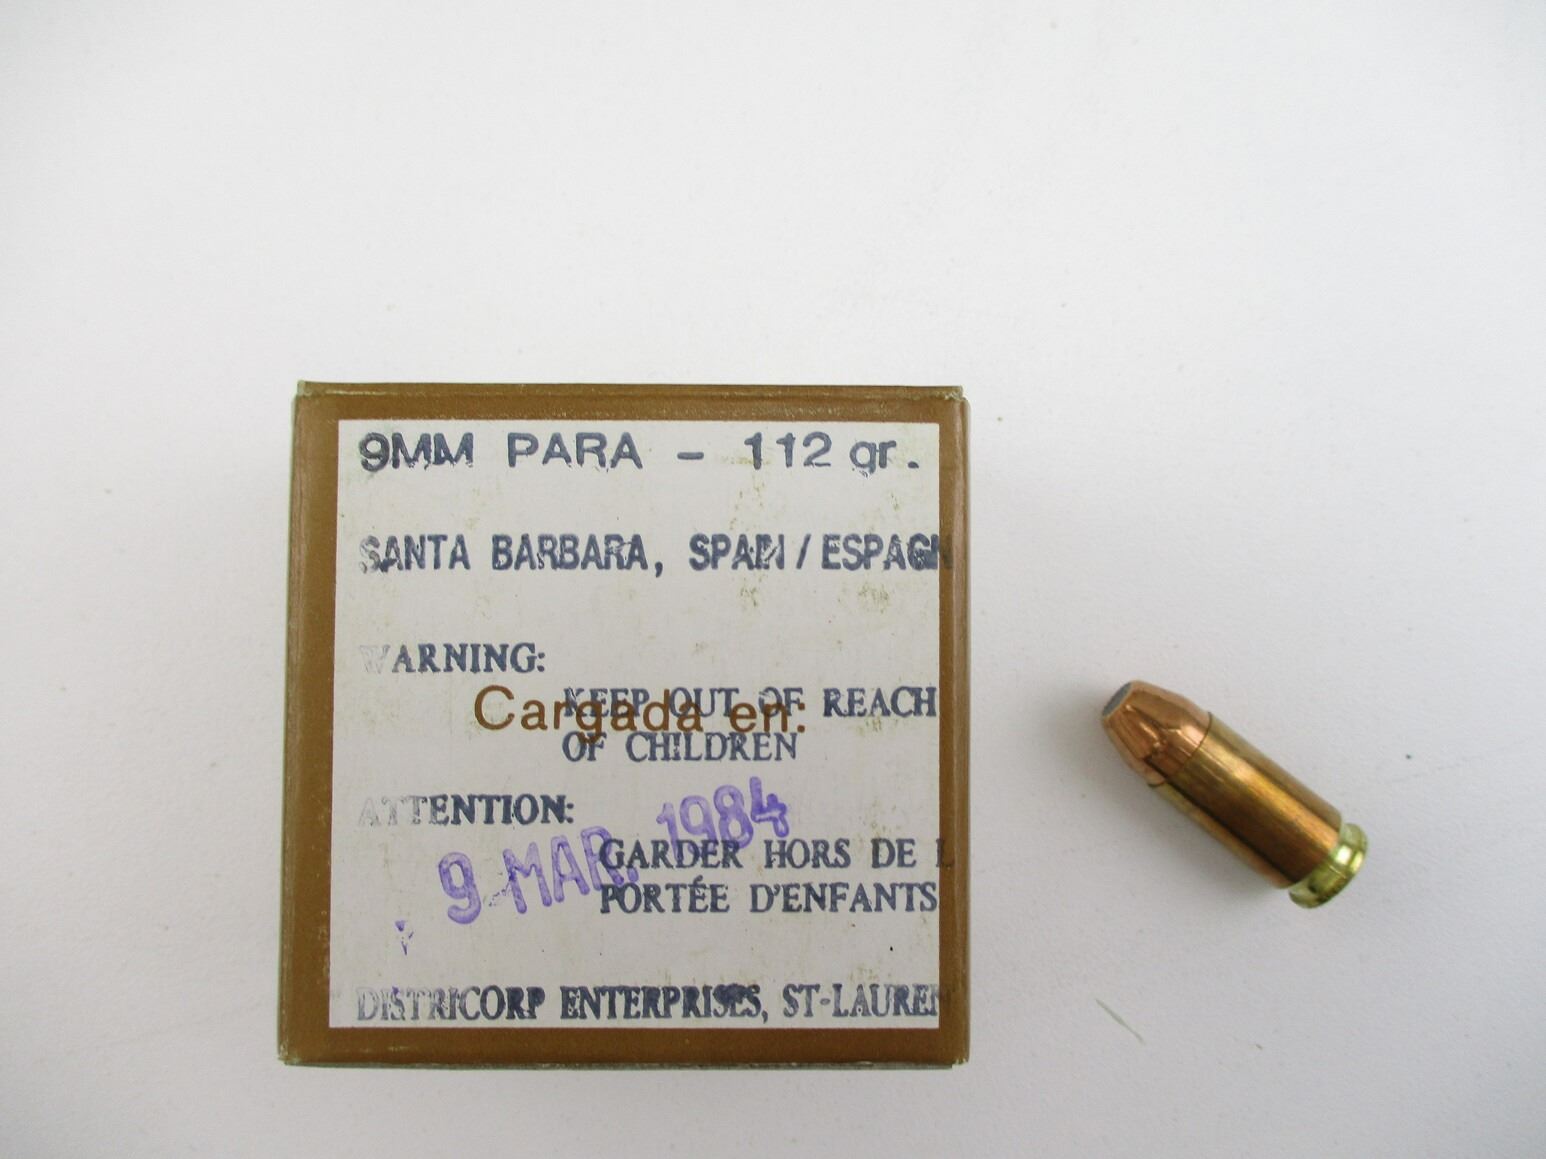 9MM PARA - 112 gr.
SANTA BARBARA, SPAIN / ESPAGN
WARNING:
KEEP OUT OF REACH
Cargada en:
OF CHILDREN
ATTENTION:
9 MAR. 1984
GARDER HORS DE L
PORTÉE D'ENFANTS
DISTRICORP ENTERPRISES, ST-LAUREN